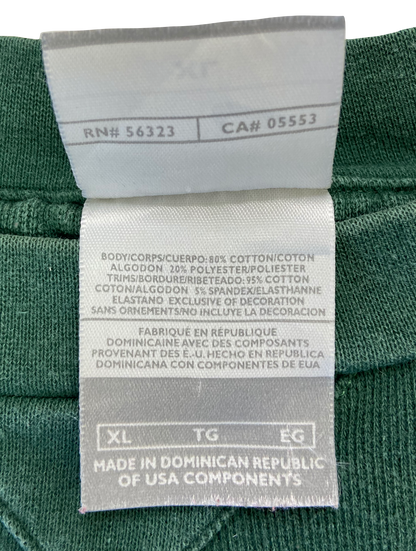 RN# 56323 CA# 05553
BODY/CORPS/CUERPO: 80% COTTON/COTON
ALGODON 20% POLYESTER/POLIESTER
TRIMS/BORDURE/RIBETEADO: 95% COTTON
COTON/ALGODON 5% SPANDEX/ELASTHANNE
ELASTANO EXCLUSIVE OF DECORATION
SANS ORNEMENTS/NO INCLUYE LA DECORACION
FABRIQUÉ EN RÉPUBLIQUE
DOMINICAINE AVEC DES COMPOSANTS
PROVENANT DES É.-U. HECHO EN REPUBLICA
DOMINICANA CON COMPONENTES DE EUA
XL TG EG
MADE IN DOMINICAN REPUBLIC
OF USA COMPONENTS